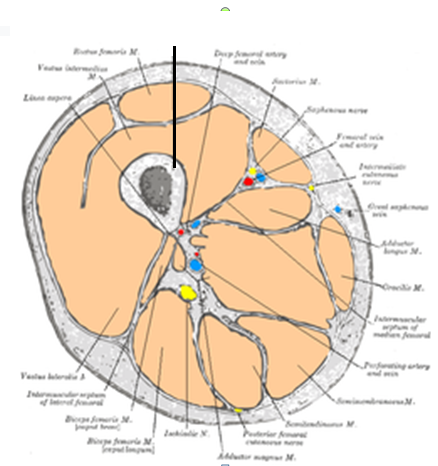 Rectus femoris M.
Deep femoral artery
and vein
Vastus intermedius
M.
Sartorius M.
Linea aspera
Saphenous nerve
Femoral vein
and artery
Intermediate
cutaneous
nerve
Great saphenous
vein
Adductor
longus M.
Gracilis M.
Intermuscular
septum of
median femoral
Perforating artery
and vein
Vastus lateralis
Semimembranosus M.
Intermuscular septum
of lateral femoral
Biceps femoris M.
[caput breve]
Semitendinosus M.
Ischiadic N.
Posterior femoral
cutaneous nerve
Biceps femoris M.
[caput longum]
Adductor magnus M.